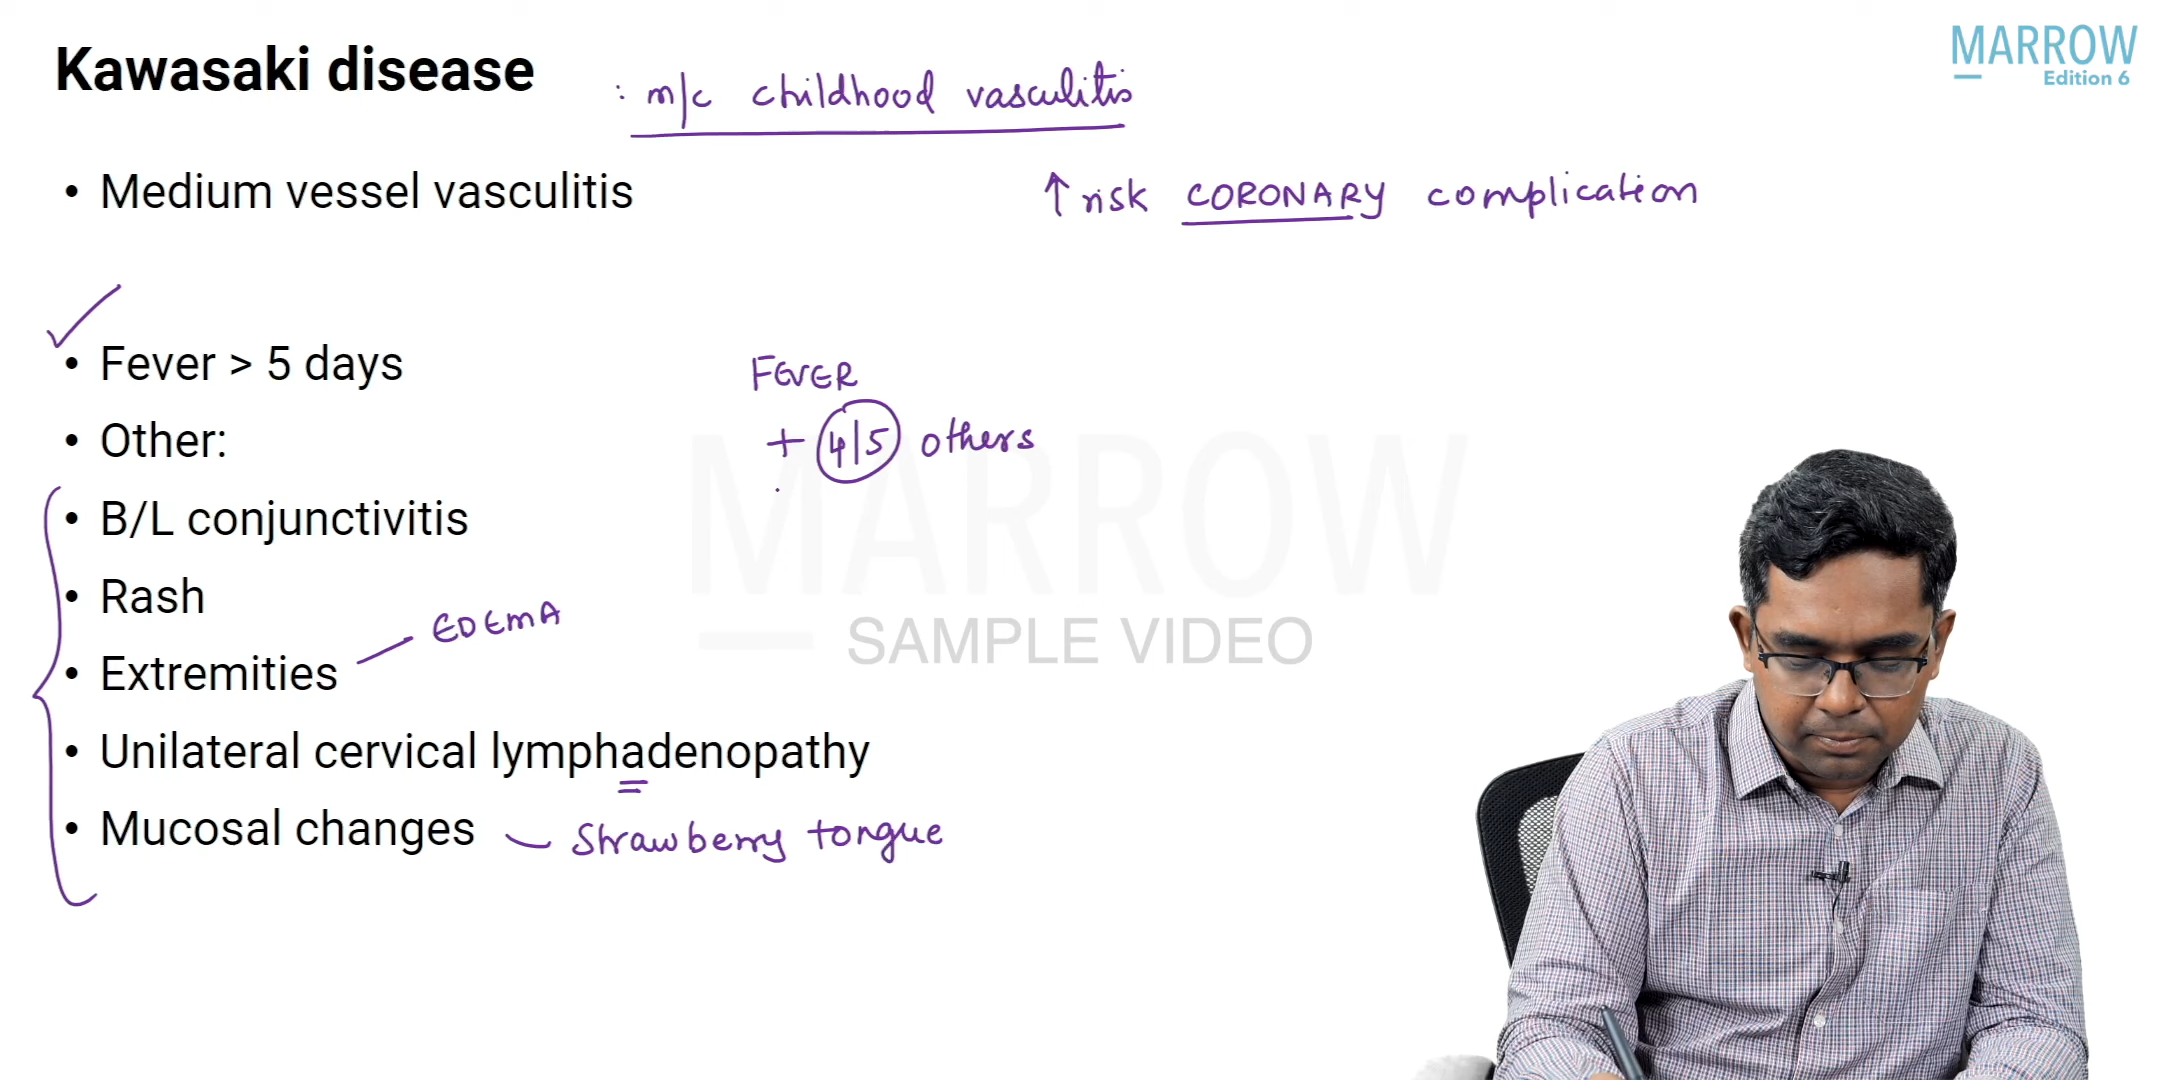 Kawasaki disease : m/c childhood vasculitis
MARROW
Edition 6
• Medium vessel vasculitis
↑ risk CORONARY complication
• Fever > 5 days
FEVER
• Other:
+ 4/5 others
• B/L conjunctivitis
• Rash
• Extremities — EDEMA
• Unilateral cervical lymphadenopathy
• Mucosal changes — Strawberry tongue
MARROW
SAMPLE VIDEO